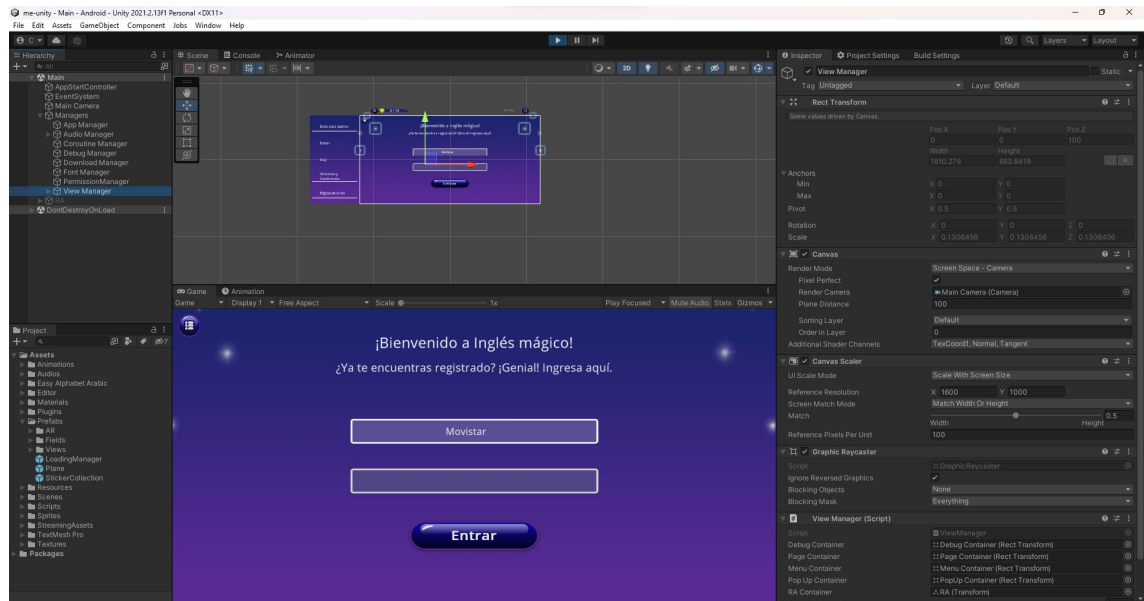 me-unity - Main - Android - Unity 2021.2.13f1 Personal <DX11>
File Edit Assets GameObject Component Jobs Window Help
Layers Layout
Hierarchy
All
Main
AppStartController
EventSystem
Main Camera
Managers
App Manager
Audio Manager
Coroutine Manager
Debug Manager
Download Manager
Font Manager
PermissionManager
View Manager
RA
DontDestroyOnLoad
Project
Assets
Animations
Audios
Easy Alphabet Arabic
Editor
Materials
Plugins
Prefabs
AR
Fields
Views
LoadingManager
Plane
StickerCollection
Resources
Scenes
Scripts
Sprites
StreamingAssets
TextMesh Pro
Textures
Packages
Scene Console Animator
2D
¡Bienvenido a Inglés mágico!
Entrar
Game Animation
Game Display 1 Free Aspect Scale 1x Play Focused Mute Audio Stats Gizmos
¡Bienvenido a Inglés mágico!
¿Ya te encuentras registrado? ¡Genial! Ingresa aquí.
Movistar
Entrar
Inspector Project Settings Build Settings
View Manager Static
Tag Untagged Layer Default
Rect Transform
Some values driven by Canvas.
Pos X Pos Y Pos Z
0 0 100
Width Height
1810.279 883.8419 R
Anchors
Min X 0 Y 0
Max X 0 Y 0
Pivot X 0.5 Y 0.5
Rotation X 0 Y 0 Z 0
Scale X 0.1306456 Y 0.1306456 Z 0.1306456
Canvas
Render Mode Screen Space - Camera
Pixel Perfect
Render Camera Main Camera (Camera)
Plane Distance 100
Sorting Layer Default
Order in Layer 0
Additional Shader Channels TexCoord1, Normal, Tangent
Canvas Scaler
UI Scale Mode Scale With Screen Size
Reference Resolution X 1600 Y 1000
Screen Match Mode Match Width Or Height
Match 0.5
Width Height
Reference Pixels Per Unit 100
Graphic Raycaster
Script GraphicRaycaster
Ignore Reversed Graphics
Blocking Objects None
Blocking Mask Everything
View Manager (Script)
Script ViewManager
Debug Container Debug Container (Rect Transform)
Page Container Page Container (Rect Transform)
Menu Container Menu Container (Rect Transform)
Pop Up Container PopUp Container (Rect Transform)
RA Container RA (Transform)